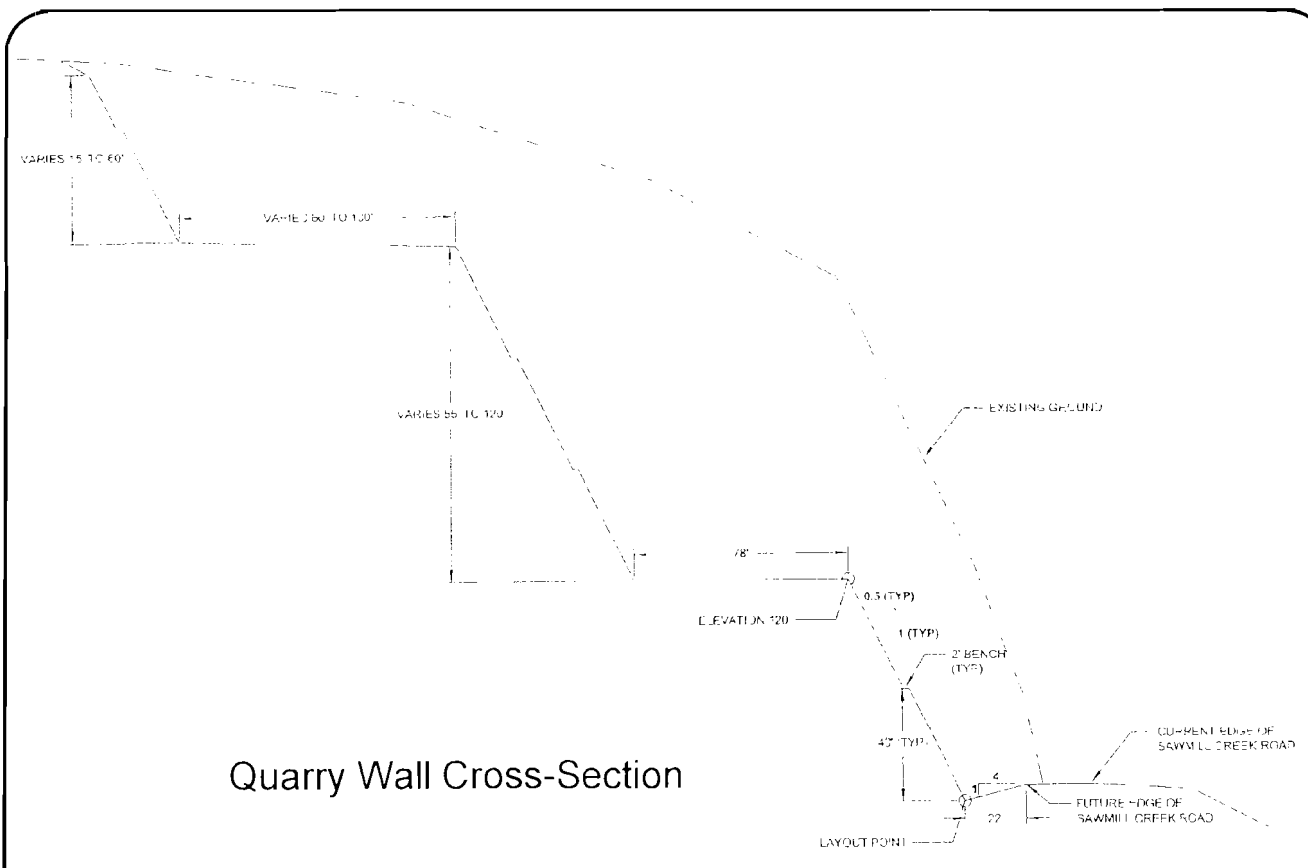 VARIES 15 TO 60'
VARIES 60 TO 100'
VARIES 55 TO 120
EXISTING GROUND
78'
0.5 (TYP)
ELEVATION 120
1 (TYP)
2' BENCH
(TYP)
40' (TYP)
CURRENT EDGE OF
SAWMILL CREEK ROAD
Quarry Wall Cross-Section
4
1
FUTURE EDGE OF
SAWMILL CREEK ROAD
22
LAYOUT POINT